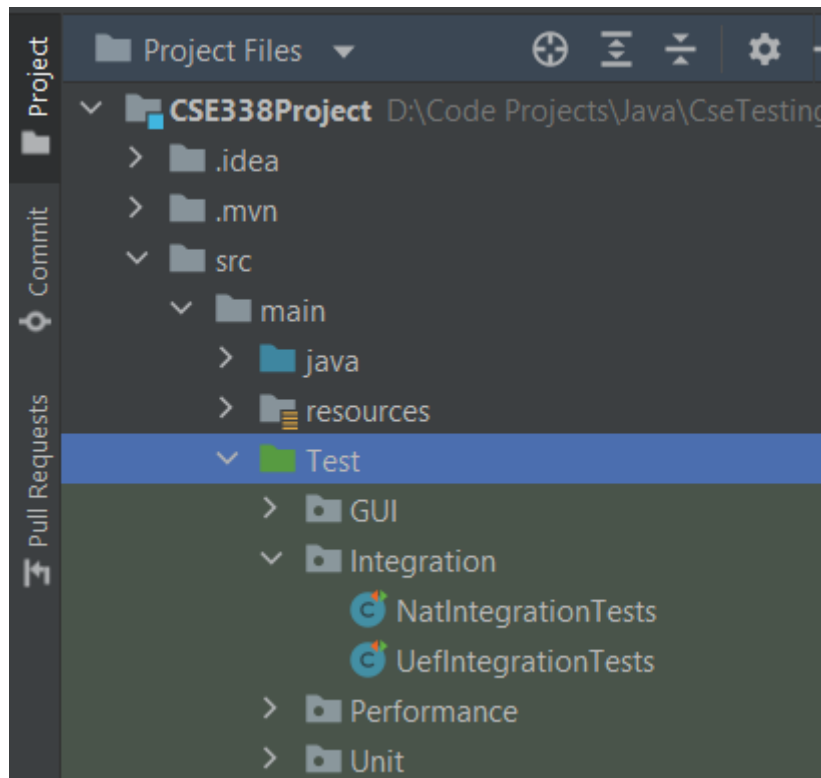 Project
Commit
Pull Requests
Project Files
CSE338Project D:\Code Projects\Java\CseTesting
.idea
.mvn
src
main
java
resources
Test
GUI
Integration
NatIntegrationTests
UefIntegrationTests
Performance
Unit